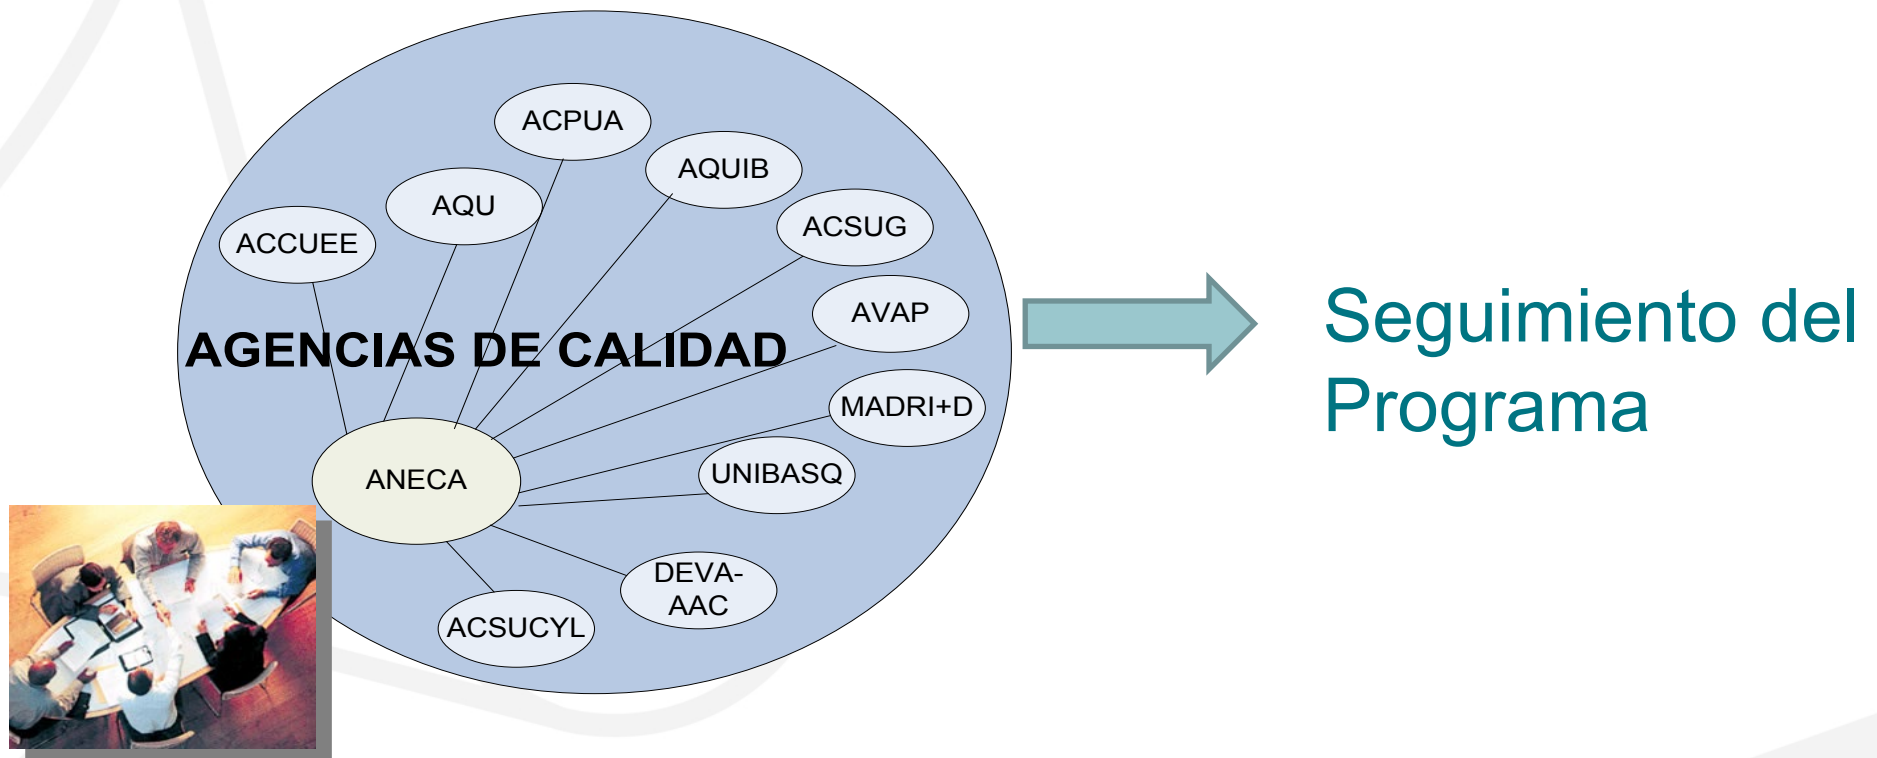 ACPUA
AQUIB
AQU
ACSUG
ACCUEE
AVAP
AGENCIAS DE CALIDAD
MADRI+D
UNIBASQ
ANECA
DEVA-
AAC
ACSUCYL
Seguimiento del
Programa